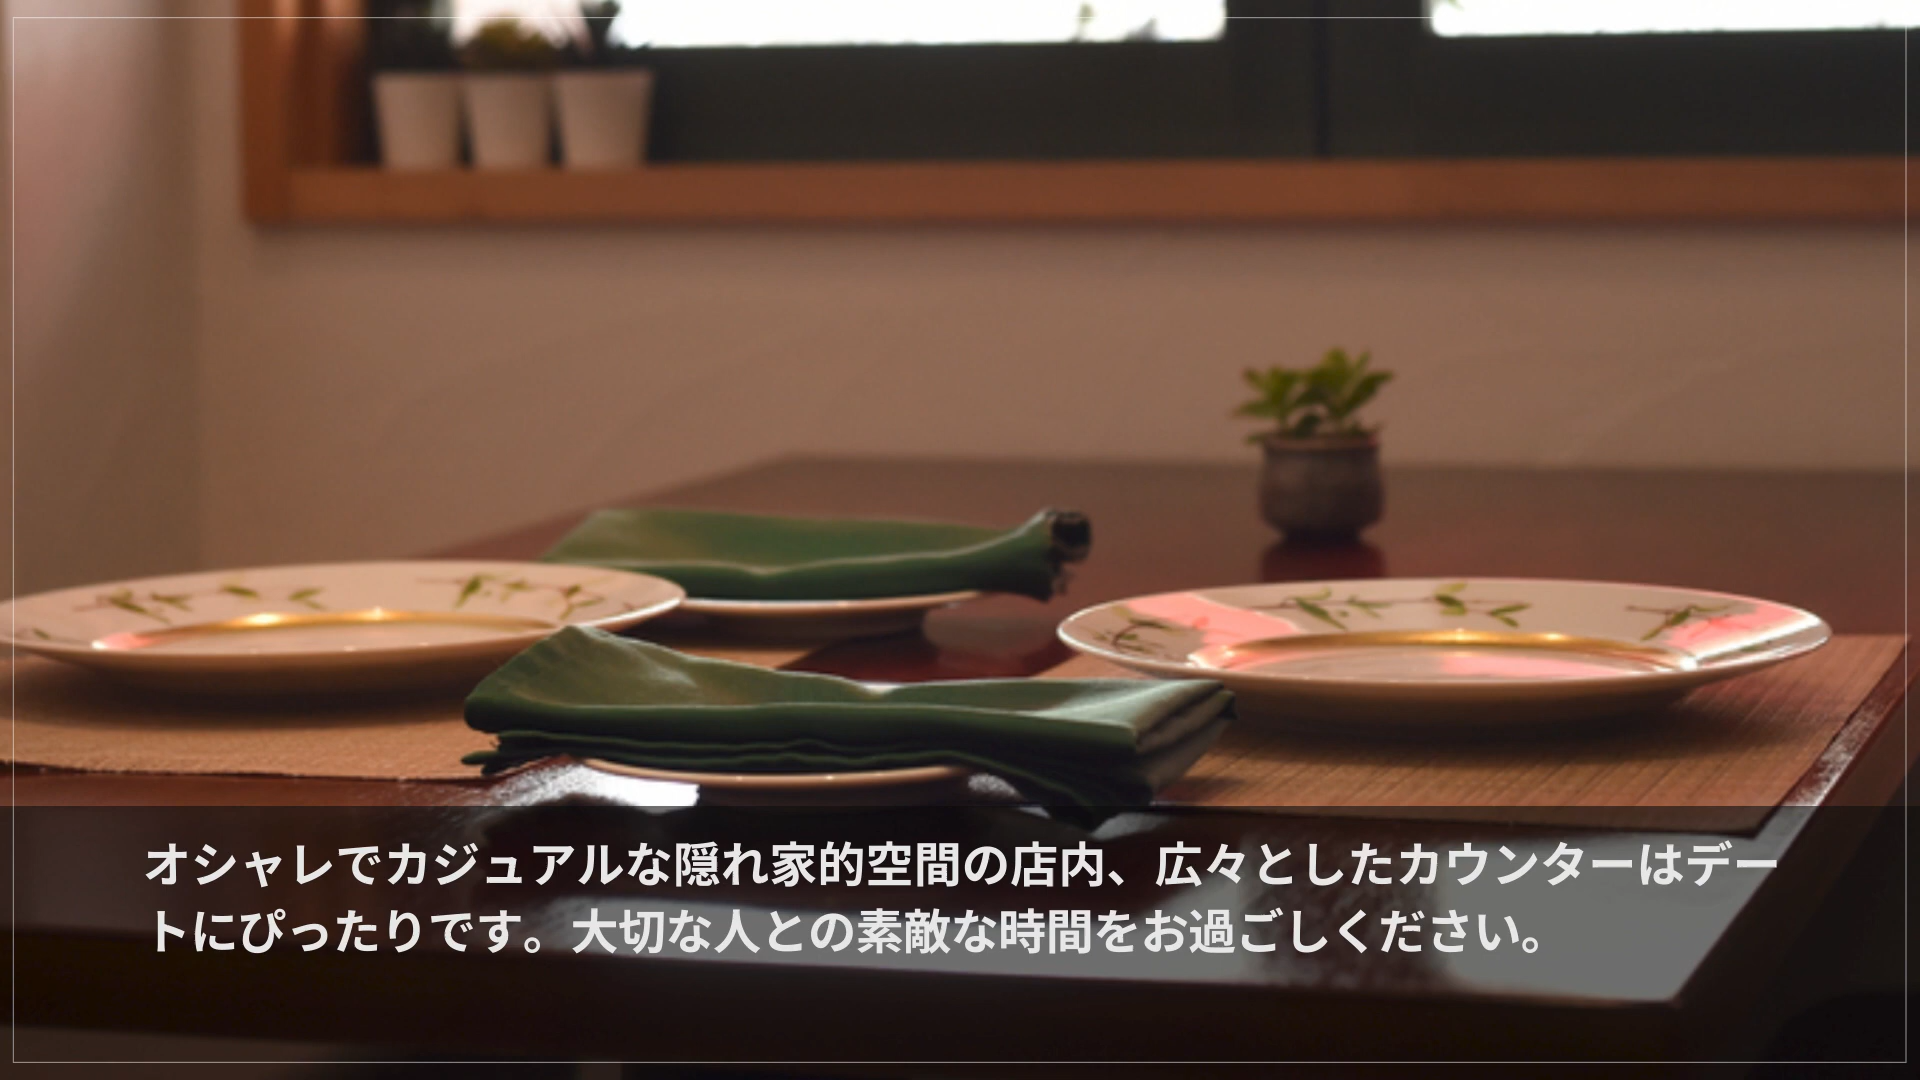 オシャレでカジュアルな隠れ家的空間の店内、広々としたカウンターはデー
トにぴったりです。大切な人との素敵な時間をお過ごしください。